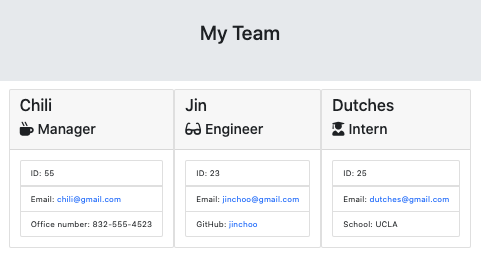 My Team
Chili
Manager
ID: 55
Email: chili@gmail.com
Office number: 832-555-4523
Jin
Engineer
ID: 23
Email: jinchoo@gmail.com
GitHub: jinchoo
Dutches
Intern
ID: 25
Email: dutches@gmail.com
School: UCLA